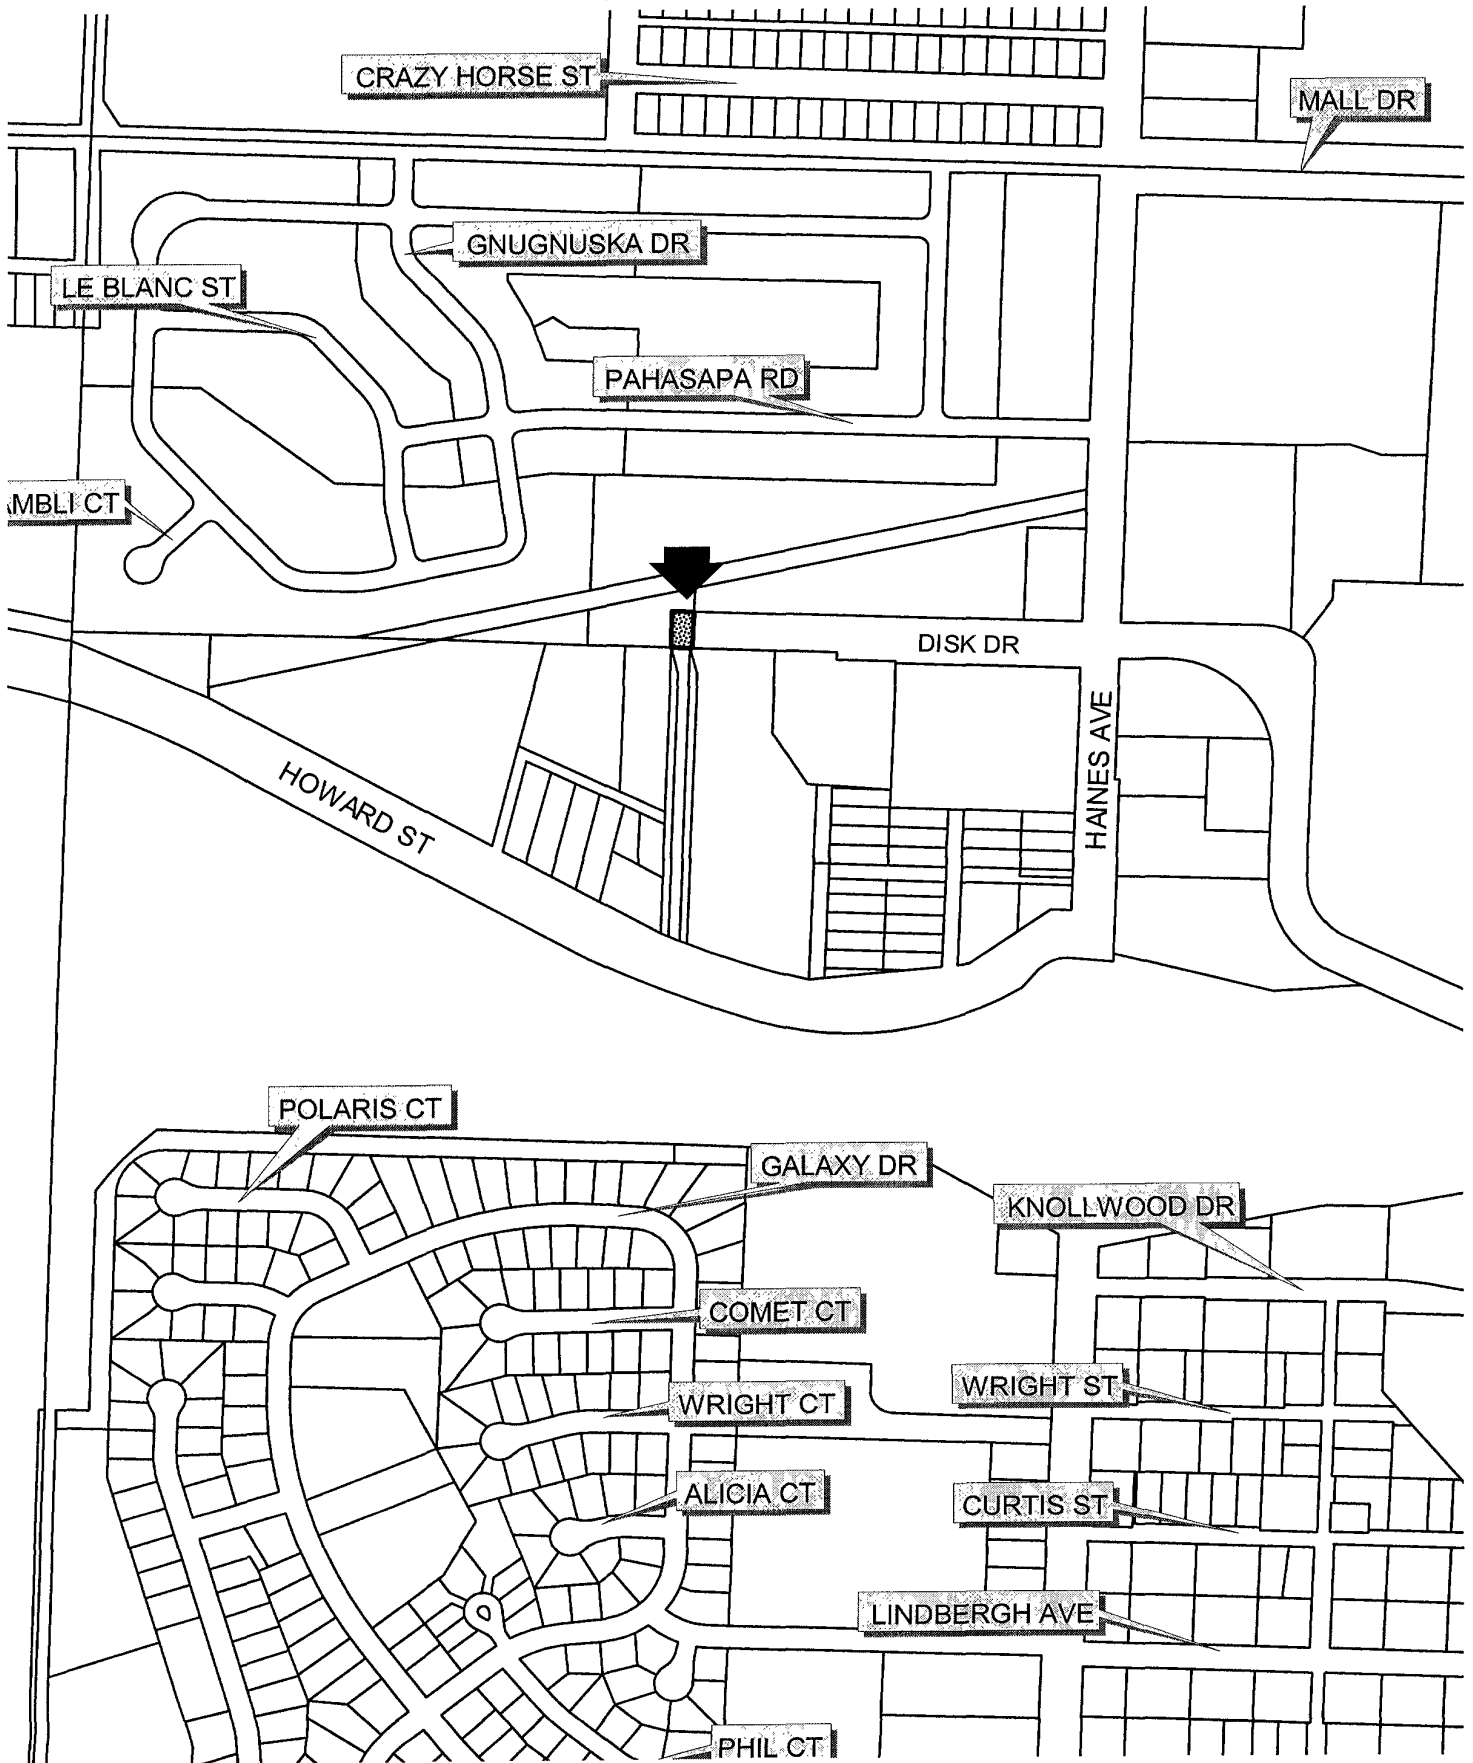 CRAZY HORSE ST
MALL DR
GNUGNUSKA DR
LE BLANC ST
PAHASAPA RD
AMBLI CT
DISK DR
HAINES AVE
HOWARD ST
POLARIS CT
GALAXY DR
KNOLLWOOD DR
COMET CT
WRIGHT ST
WRIGHT CT
ALICIA CT
CURTIS ST
LINDBERGH AVE
PHIL CT